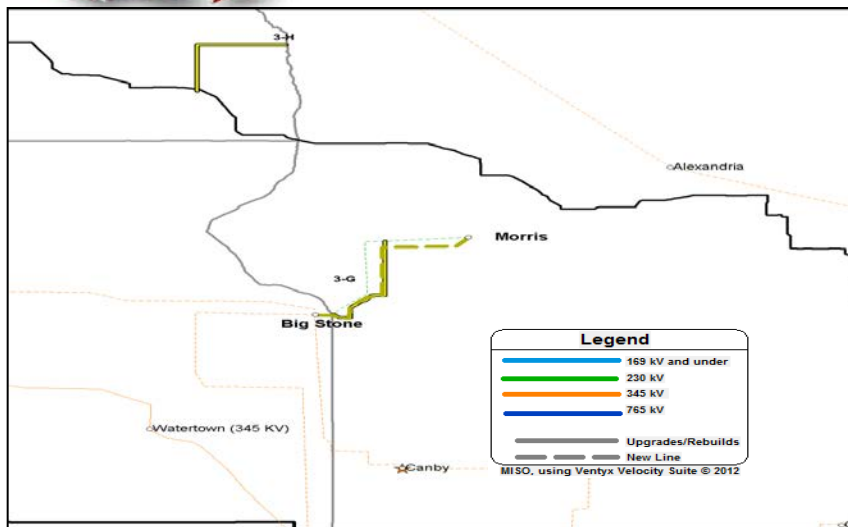 3-H
Alexandria
Morris
3-G
Big Stone
Legend
169 kV and under
230 kV
345 kV
765 kV
Watertown (345 KV)
Upgrades/Rebuilds
New Line
Canby
MISO, using Ventyx Velocity Suite © 2012